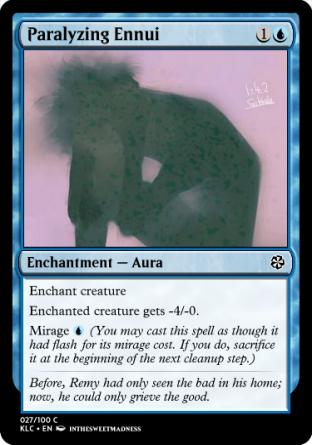 Paralyzing Ennui
1
Enchantment — Aura
Enchant creature
Enchanted creature gets -4/-0.
Mirage (You may cast this spell as though it
had flash for its mirage cost. If you do, sacrifice
it at the beginning of the next cleanup step.)
Before, Remy had only seen the bad in his home;
now, he could only grieve the good.
027/100 C
KLC • EN INTHESWEETMADNESS